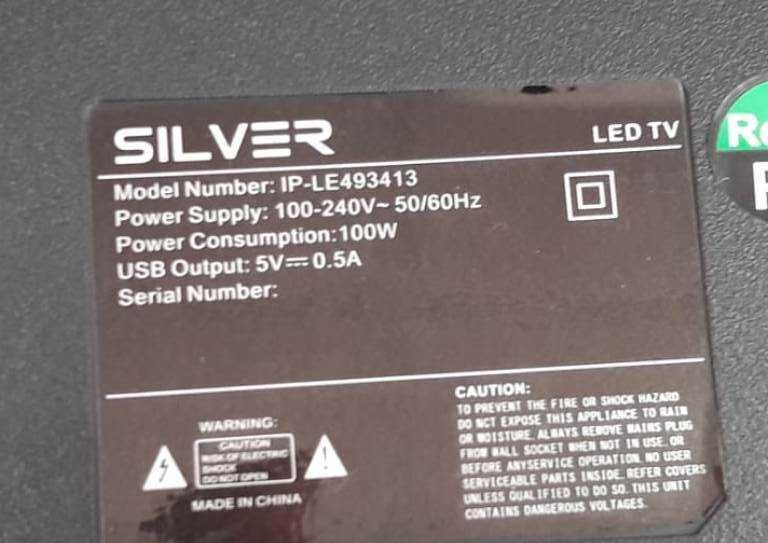 SILVER
LED TV
Model Number: IP-LE493413
Power Supply: 100-240V~ 50/60Hz
Power Consumption:100W
USB Output: 5V⎓0.5A
Serial Number:
WARNING:
CAUTION
RISK OF ELECTRIC
SHOCK
DO NOT OPEN
MADE IN CHINA
CAUTION:
TO PREVENT THE FIRE OR SHOCK HAZARD
DO NCT EXPOSE THIS APPLIANCE TO RAIN
OR MOISTURE. ALWAYS REMOVE MAINS PLUG
FROM WALL SOCKET WHEN NOT IN USE. OR
BEFORE ANYSERVICE OPERATION. NO USER
SERVICEABLE PARTS INSIDE. REFER COVERS
UNLESS QUALIFIED TO DO SO. THIS UNIT
CONTAINS DANGEROUS VOLTAGES.